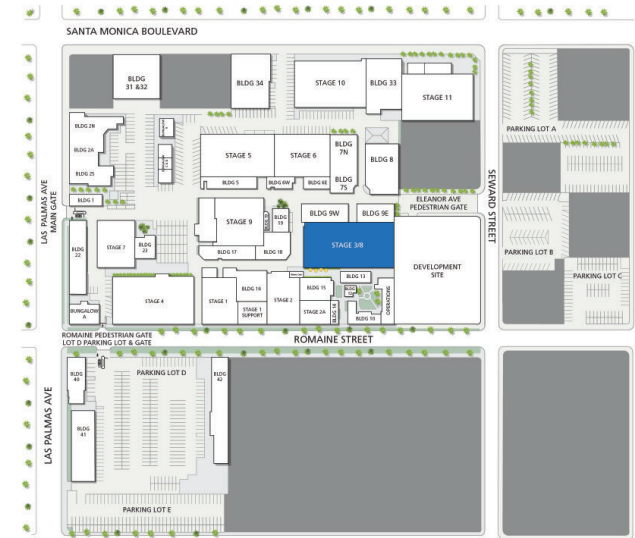 SANTA MONICA BOULEVARD
BLDG
31 &32
BLDG 34
STAGE 10
BLDG 33
STAGE 11
BLDG 2N
BLDG 2A
BLDG 2S
BLDG 1
STAGE 5
STAGE 6
BLDG
7N
BLDG
7S
BLDG 8
BLDG 5
BLDG 6W
BLDG 6E
PARKING LOT A
LAS PALMAS AVE
MAIN GATE
ELEANOR AVE
PEDESTRIAN GATE
SEWARD STREET
STAGE 9
BLDG
19
BLDG 9W
BLDG 9E
STAGE 3/8
BLDG
22
STAGE 7
BLDG
23
BLDG 17
BLDG 18
DEVELOPMENT
SITE
PARKING LOT B
PARKING LOT C
STAGE 4
STAGE 1
BLDG 16
STAGE 1
SUPPORT
STAGE 2
BLDG 15
STAGE 2A
BLDG 14
BLDG 13
BLDG 10
OPERATIONS
BUNGALOW
A
ROMAINE PEDESTRIAN GATE
LOT D PARKING LOT & GATE
ROMAINE STREET
LAS PALMAS AVE
BLDG
40
BLDG
41
PARKING LOT D
BLDG
42
PARKING LOT E